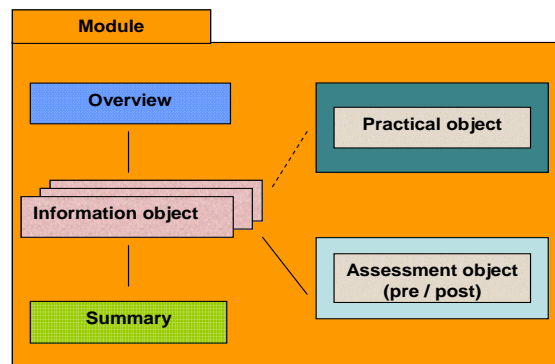 Module
Overview
Practical object
Information object
Assessment object
(pre / post)
Summary